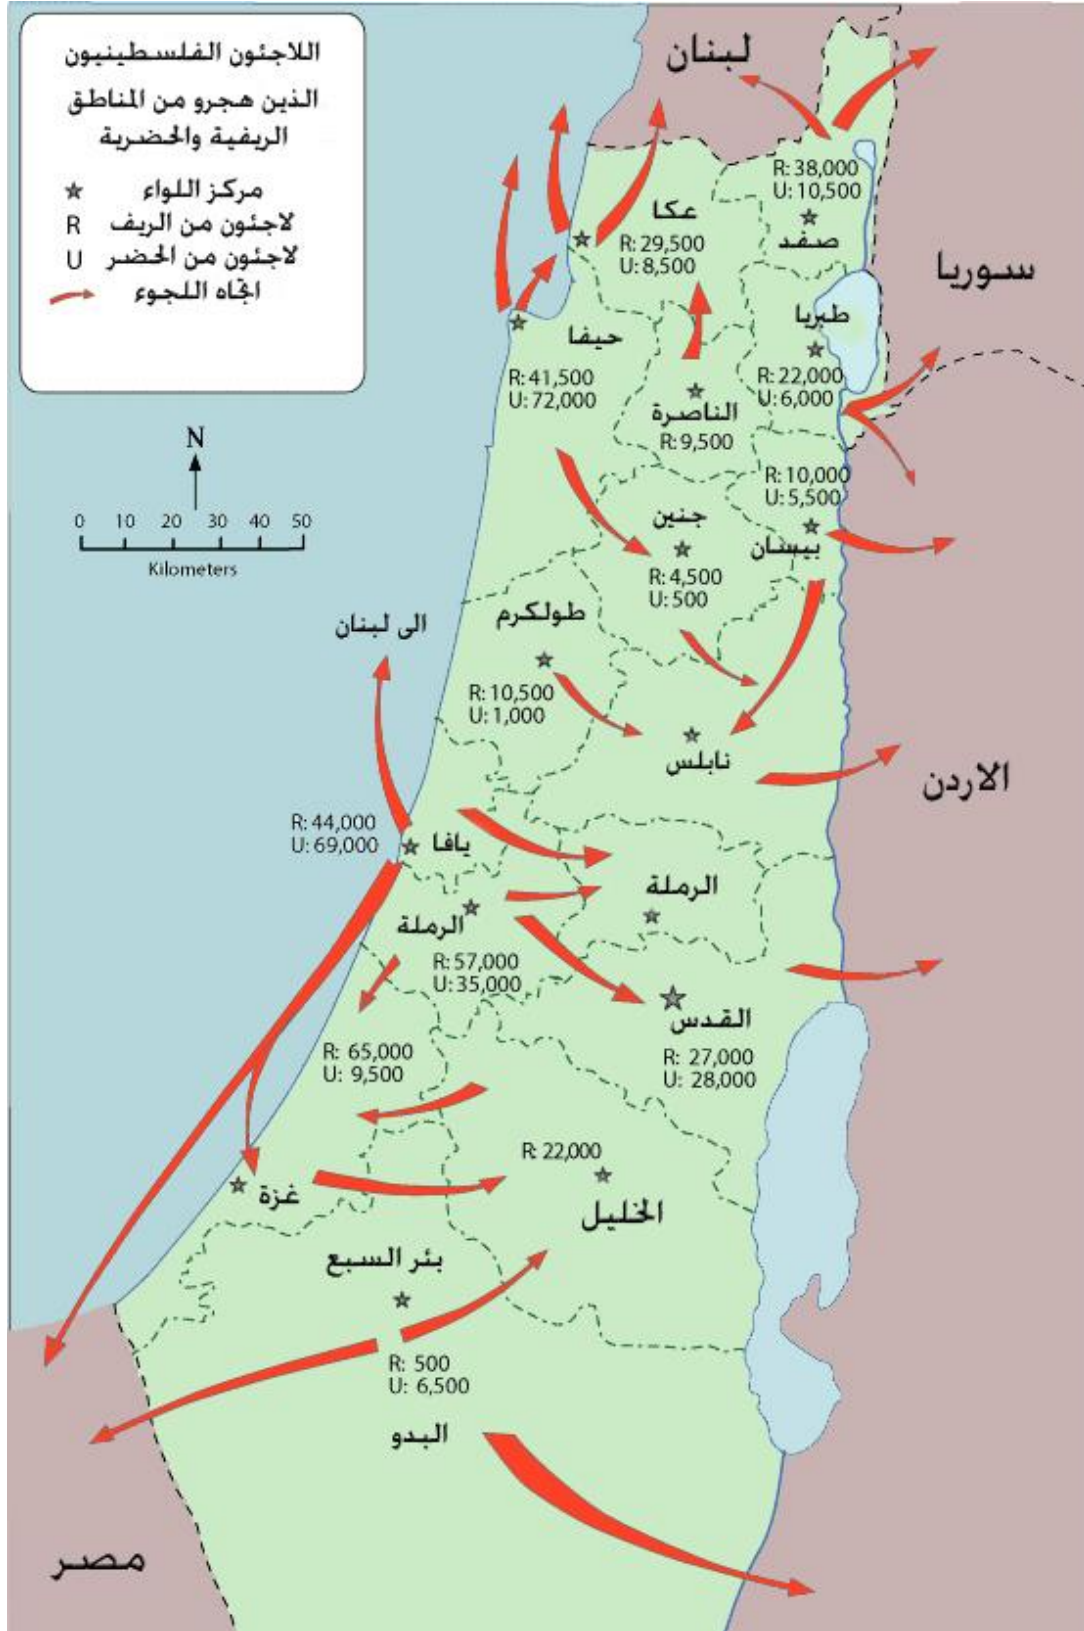 اللاجئون الفلسطينيون
الذين هجرو من المناطق
الريفية والحضرية
مركز اللواء
R لاجئون من الريف
U لاجئون من الحضر
اتجاه اللجوء
N
0 10 20 30 40 50
Kilometers
لبنان
سوريا
الاردن
مصر
R: 38,000
U: 10,500
صفد
عكا
R: 29,500
U: 8,500
طبريا
R: 22,000
U: 6,000
حيفا
R: 41,500
U: 72,000
الناصرة
R: 9,500
R: 10,000
U: 5,500
بيسان
جنين
R: 4,500
U: 500
طولكرم
R: 10,500
U: 1,000
الى لبنان
نابلس
R: 44,000
U: 69,000
يافا
الرملة
الرملة
R: 57,000
U: 35,000
القدس
R: 27,000
U: 28,000
R: 65,000
U: 9,500
غزة
R: 22,000
الخليل
بئر السبع
R: 500
U: 6,500
البدو